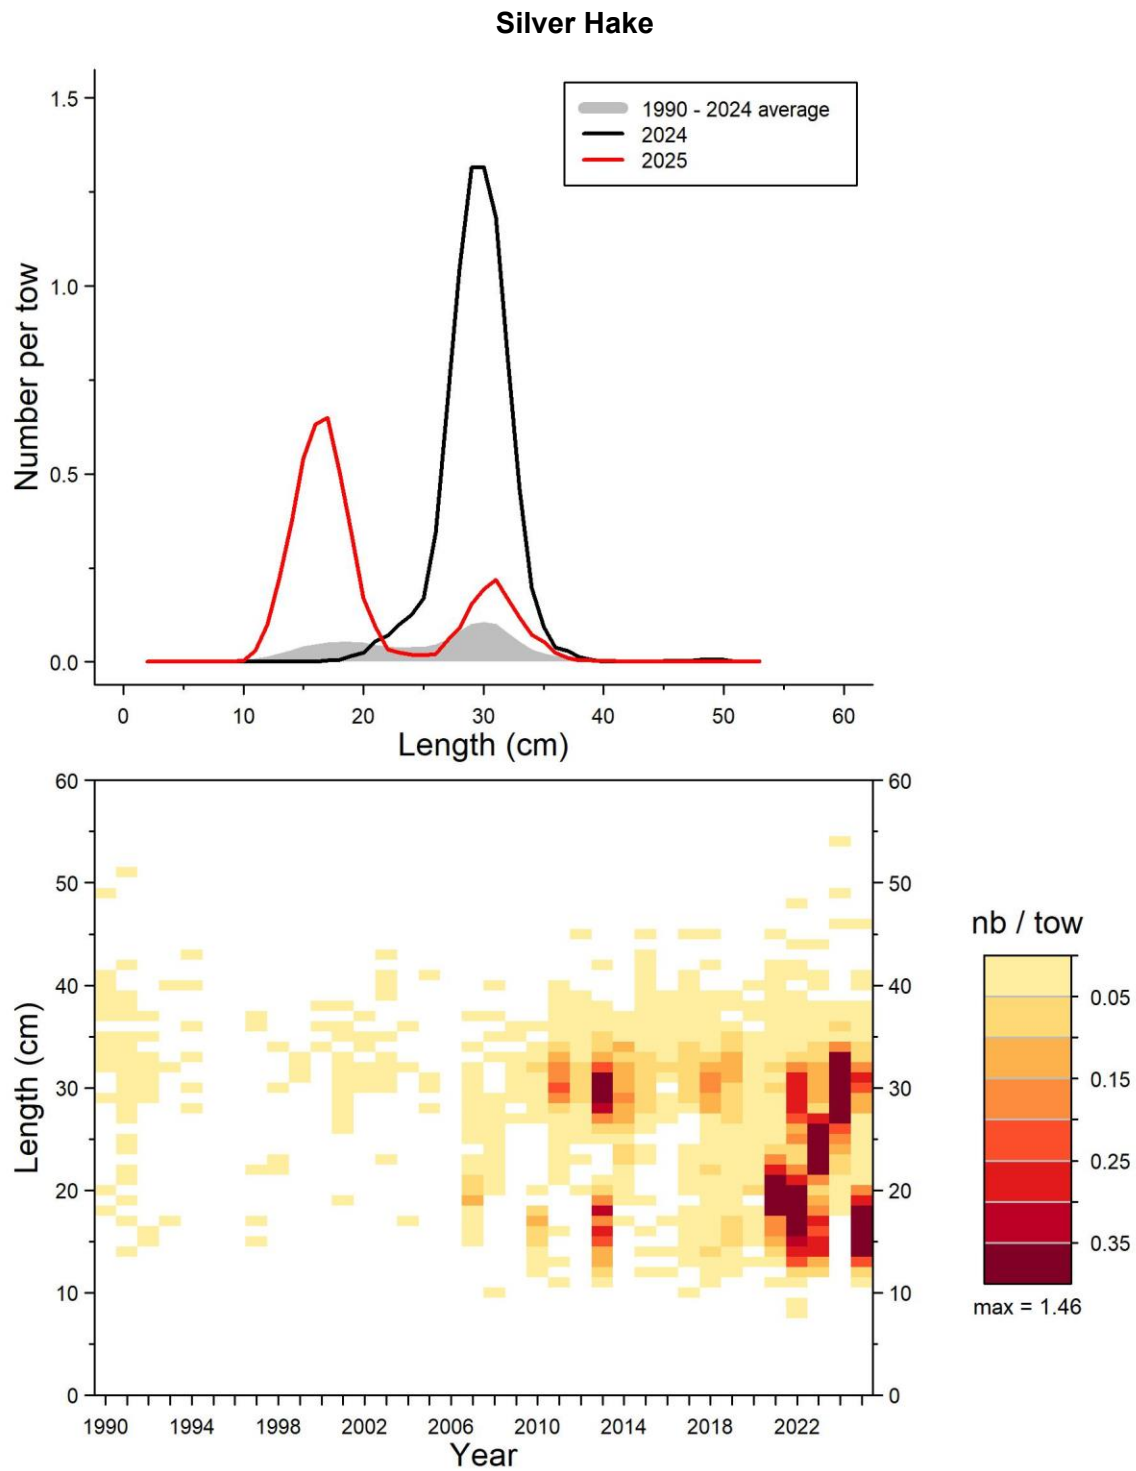 Silver Hake
1.5
1.0
0.5
0.0
Number per tow
1990 - 2024 average
2024
2025
0 10 20 30 40 50 60
Length (cm)
60 60
50 50
40 40
30 30
20 20
10 10
0 0
Length (cm)
1990 1994 1998 2002 2006 2010 2014 2018 2022
Year
nb / tow
0.05
0.15
0.25
0.35
max = 1.46